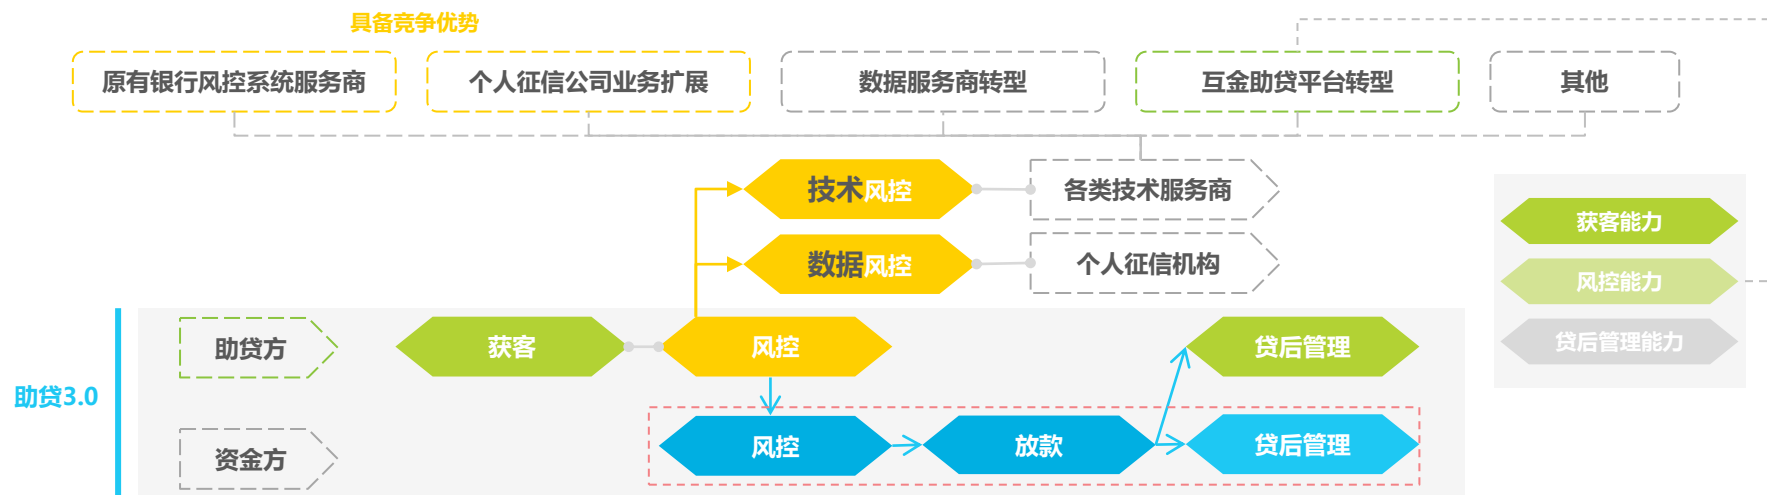 具备竞争优势
原有银行风控系统服务商
个人征信公司业务扩展
数据服务商转型
互金助贷平台转型
其他
技术风控
各类技术服务商
数据风控
个人征信机构
获客能力
风控能力
贷后管理能力
助贷3.0
助贷方
获客
风控
贷后管理
资金方
风控
放款
贷后管理